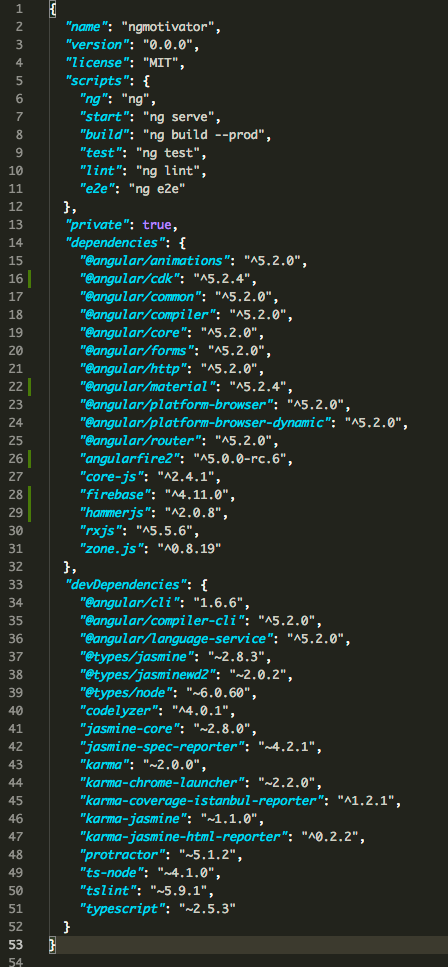 1 {
2 "name": "ngmotivator",
3 "version": "0.0.0",
4 "license": "MIT",
5 "scripts": {
6 "ng": "ng",
7 "start": "ng serve",
8 "build": "ng build --prod",
9 "test": "ng test",
10 "lint": "ng lint",
11 "e2e": "ng e2e"
12 },
13 "private": true,
14 "dependencies": {
15 "@angular/animations": "^5.2.0",
16 "@angular/cdk": "^5.2.4",
17 "@angular/common": "^5.2.0",
18 "@angular/compiler": "^5.2.0",
19 "@angular/core": "^5.2.0",
20 "@angular/forms": "^5.2.0",
21 "@angular/http": "^5.2.0",
22 "@angular/material": "^5.2.4",
23 "@angular/platform-browser": "^5.2.0",
24 "@angular/platform-browser-dynamic": "^5.2.0",
25 "@angular/router": "^5.2.0",
26 "angularfire2": "^5.0.0-rc.6",
27 "core-js": "^2.4.1",
28 "firebase": "^4.11.0",
29 "hammerjs": "^2.0.8",
30 "rxjs": "^5.5.6",
31 "zone.js": "^0.8.19"
32 },
33 "devDependencies": {
34 "@angular/cli": "1.6.6",
35 "@angular/compiler-cli": "^5.2.0",
36 "@angular/language-service": "^5.2.0",
37 "@types/jasmine": "~2.8.3",
38 "@types/jasminewd2": "~2.0.2",
39 "@types/node": "~6.0.60",
40 "codelyzer": "^4.0.1",
41 "jasmine-core": "~2.8.0",
42 "jasmine-spec-reporter": "~4.2.1",
43 "karma": "~2.0.0",
44 "karma-chrome-launcher": "~2.2.0",
45 "karma-coverage-istanbul-reporter": "^1.2.1",
46 "karma-jasmine": "~1.1.0",
47 "karma-jasmine-html-reporter": "^0.2.2",
48 "protractor": "~5.1.2",
49 "ts-node": "~4.1.0",
50 "tslint": "~5.9.1",
51 "typescript": "~2.5.3"
52 }
53 }
54